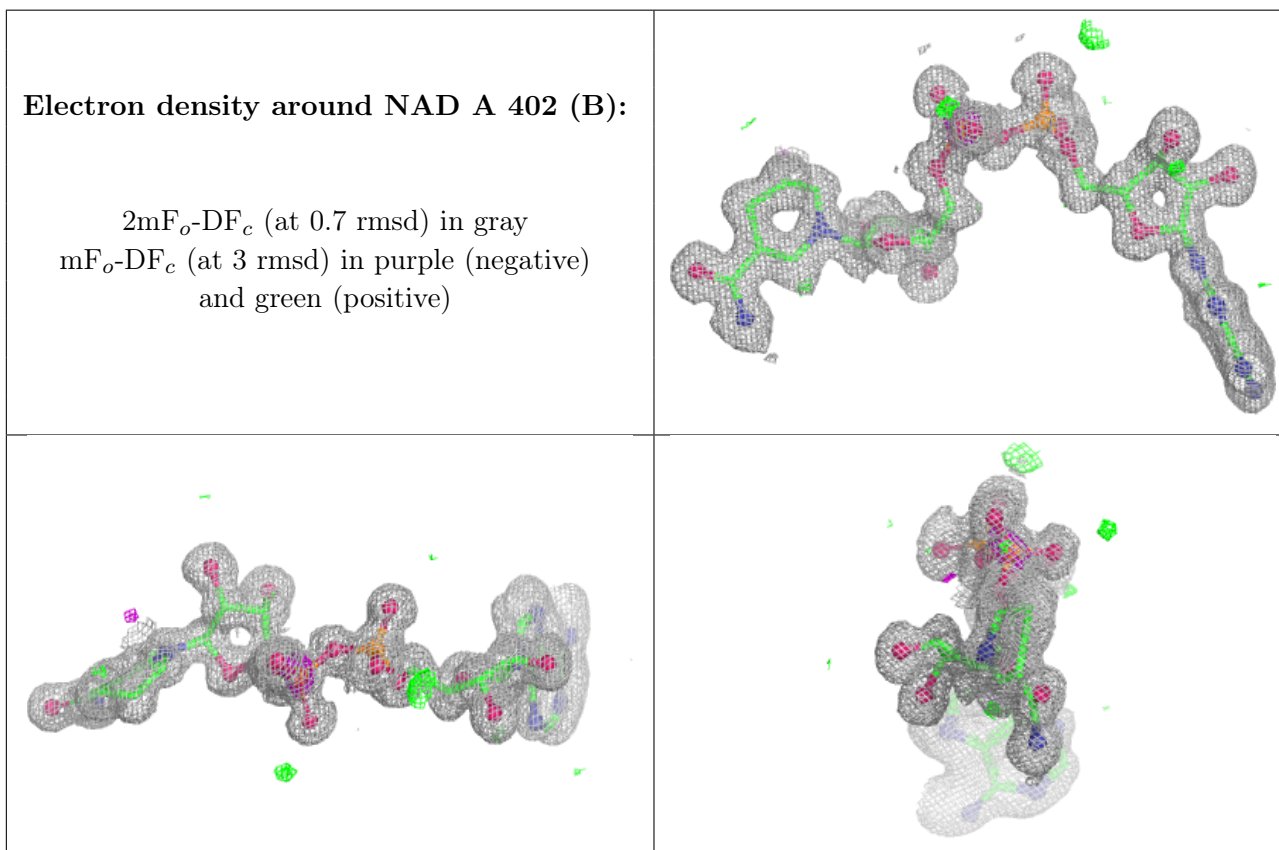 Electron density around NAD A 402 (B):
2mFo-DFc (at 0.7 rmsd) in gray
mFo-DFc (at 3 rmsd) in purple (negative)
and green (positive)